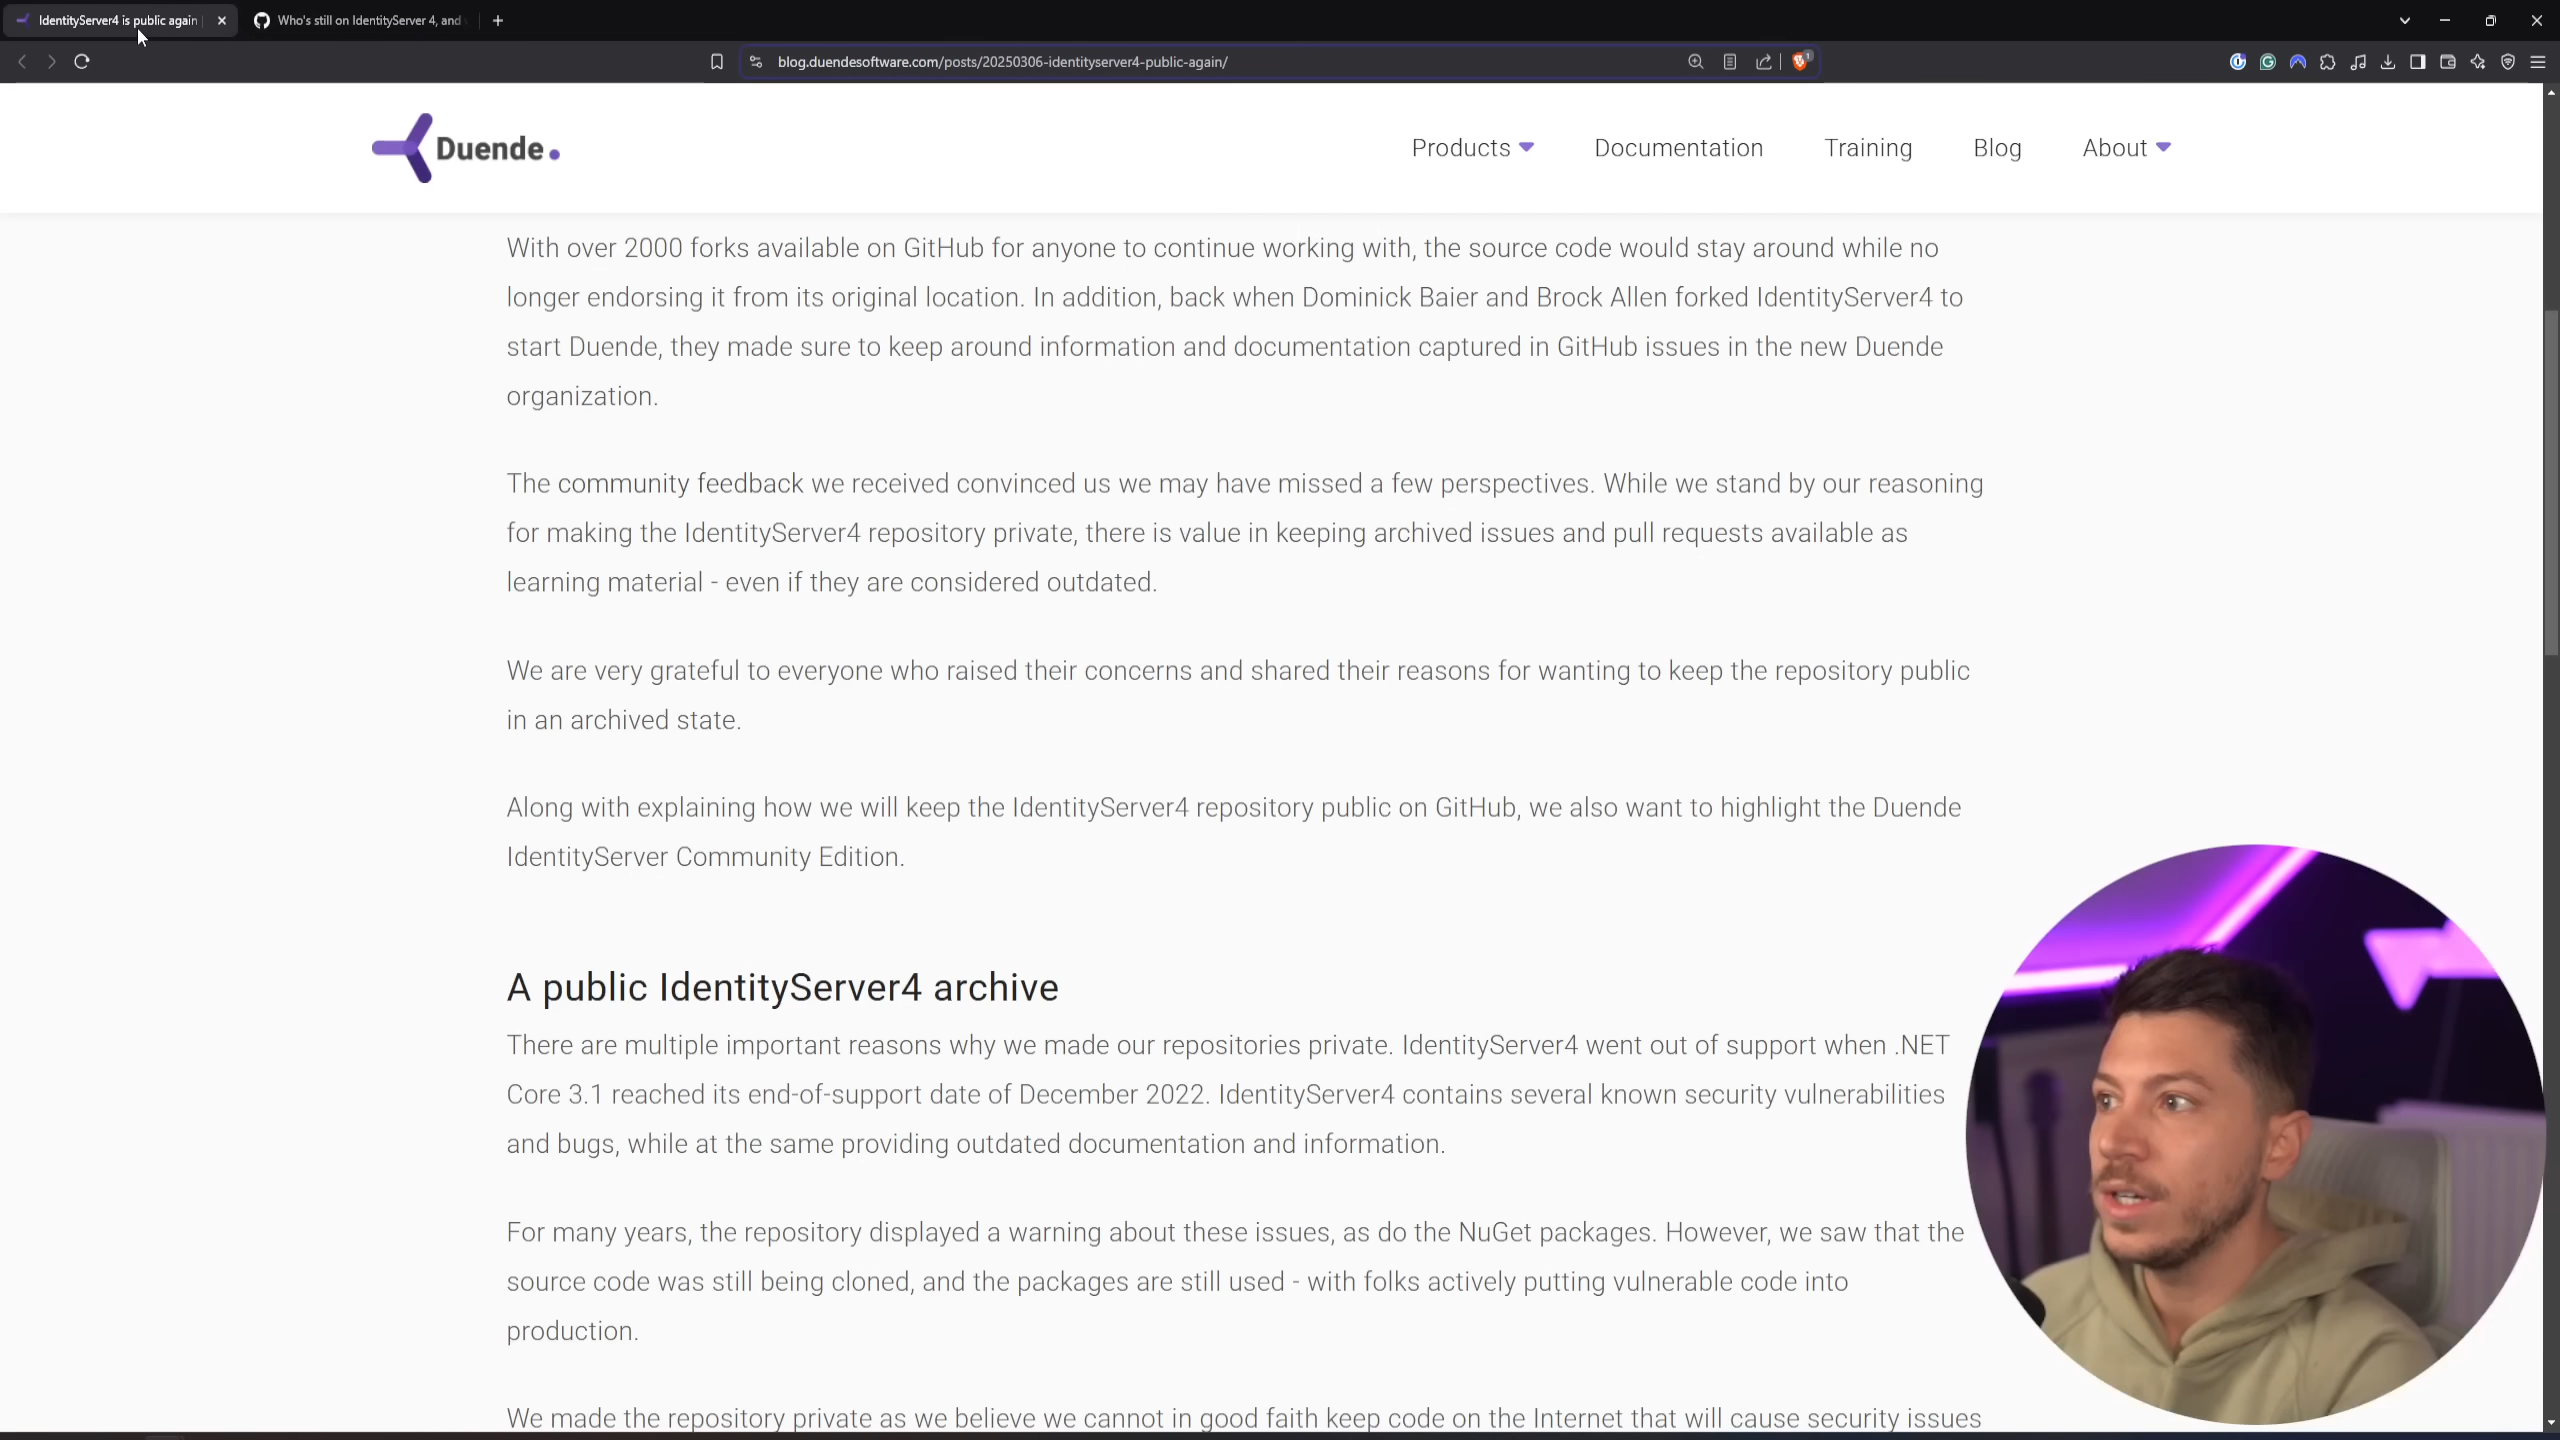 IdentityServer4 is public again
Who's still on IdentityServer 4, and
blog.duendesoftware.com/posts/20250306-identityserver4-public-again/
1
Duende.
Products
Documentation
Training
Blog
About
With over 2000 forks available on GitHub for anyone to continue working with, the source code would stay around while no
longer endorsing it from its original location. In addition, back when Dominick Baier and Brock Allen forked IdentityServer4 to
start Duende, they made sure to keep around information and documentation captured in GitHub issues in the new Duende
organization.
The community feedback we received convinced us we may have missed a few perspectives. While we stand by our reasoning
for making the IdentityServer4 repository private, there is value in keeping archived issues and pull requests available as
learning material - even if they are considered outdated.
We are very grateful to everyone who raised their concerns and shared their reasons for wanting to keep the repository public
in an archived state.
Along with explaining how we will keep the IdentityServer4 repository public on GitHub, we also want to highlight the Duende
IdentityServer Community Edition.
A public IdentityServer4 archive
There are multiple important reasons why we made our repositories private. IdentityServer4 went out of support when .NET
Core 3.1 reached its end-of-support date of December 2022. IdentityServer4 contains several known security vulnerabilities
and bugs, while at the same providing outdated documentation and information.
For many years, the repository displayed a warning about these issues, as do the NuGet packages. However, we saw that the
source code was still being cloned, and the packages are still used - with folks actively putting vulnerable code into
production.
We made the repository private as we believe we cannot in good faith keep code on the Internet that will cause security issues